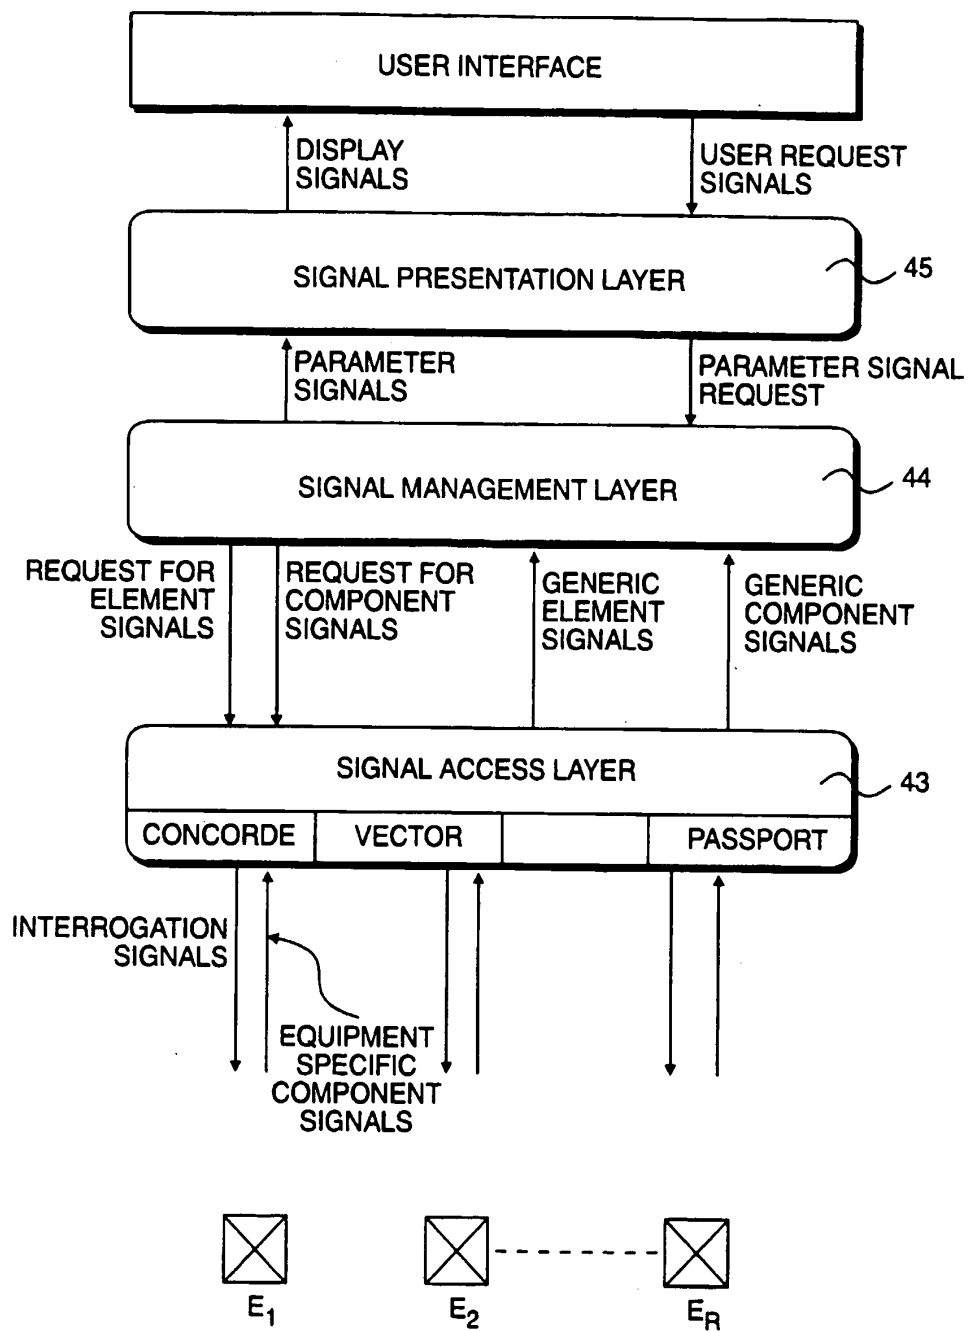 USER INTERFACE
DISPLAY
SIGNALS
USER REQUEST
SIGNALS
SIGNAL PRESENTATION LAYER
45
PARAMETER
SIGNALS
PARAMETER SIGNAL
REQUEST
SIGNAL MANAGEMENT LAYER
44
REQUEST FOR
ELEMENT
SIGNALS
REQUEST FOR
COMPONENT
SIGNALS
GENERIC
ELEMENT
SIGNALS
GENERIC
COMPONENT
SIGNALS
SIGNAL ACCESS LAYER
43
CONCORDE
VECTOR
PASSPORT
INTERROGATION
SIGNALS
EQUIPMENT
SPECIFIC
COMPONENT
SIGNALS
E1
E2
ER